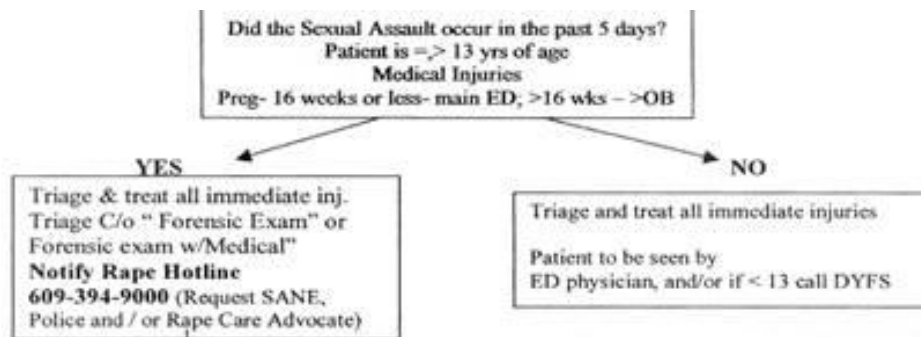 Did the Sexual Assault occur in the past 5 days?
Patient is =,> 13 yrs of age
Medical Injuries
Preg- 16 weeks or less- main ED; >16 wks – >OB
YES
NO
Triage & treat all immediate inj.
Triage C/o “ Forensic Exam” or
Forensic exam w/Medical”
Notify Rape Hotline
609-394-9000 (Request SANE,
Police and / or Rape Care Advocate)
Triage and treat all immediate injuries
Patient to be seen by
ED physician, and/or if < 13 call DYFS